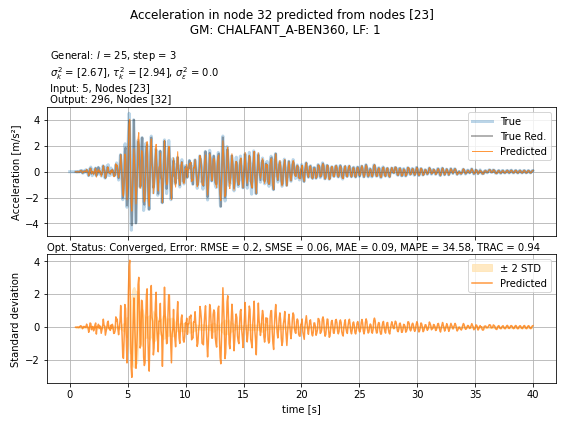 Acceleration in node 32 predicted from nodes [23]
GM: CHALFANT_A-BEN360, LF: 1
General: l = 25, step = 3
σ²ₖ = [2.67], τ²ₖ = [2.94], σ²ε = 0.0
Input: 5, Nodes [23]
Output: 296, Nodes [32]
Acceleration [m/s²]
4
2
0
−2
−4
True
True Red.
Predicted
Opt. Status: Converged, Error: RMSE = 0.2, SMSE = 0.06, MAE = 0.09, MAPE = 34.58, TRAC = 0.94
Standard deviation
4
2
0
−2
± 2 STD
Predicted
0 5 10 15 20 25 30 35 40
time [s]